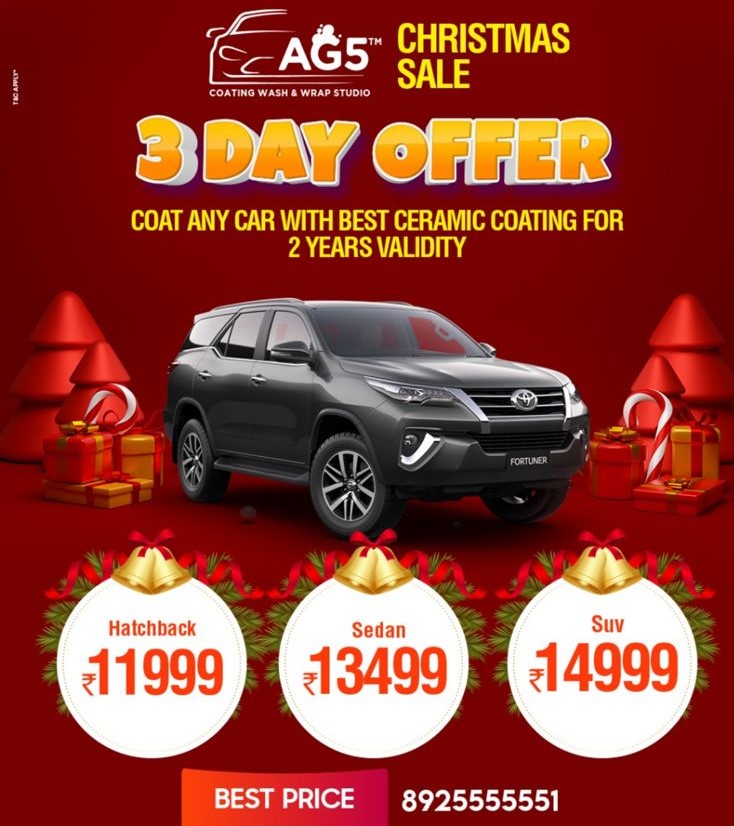 AG5™
COATING WASH & WRAP STUDIO
CHRISTMAS
SALE
T&C APPLY*
3 DAY OFFER
COAT ANY CAR WITH BEST CERAMIC COATING FOR
2 YEARS VALIDITY
FORTUNER
Hatchback
₹11999
Sedan
₹13499
Suv
₹14999
BEST PRICE
8925555551